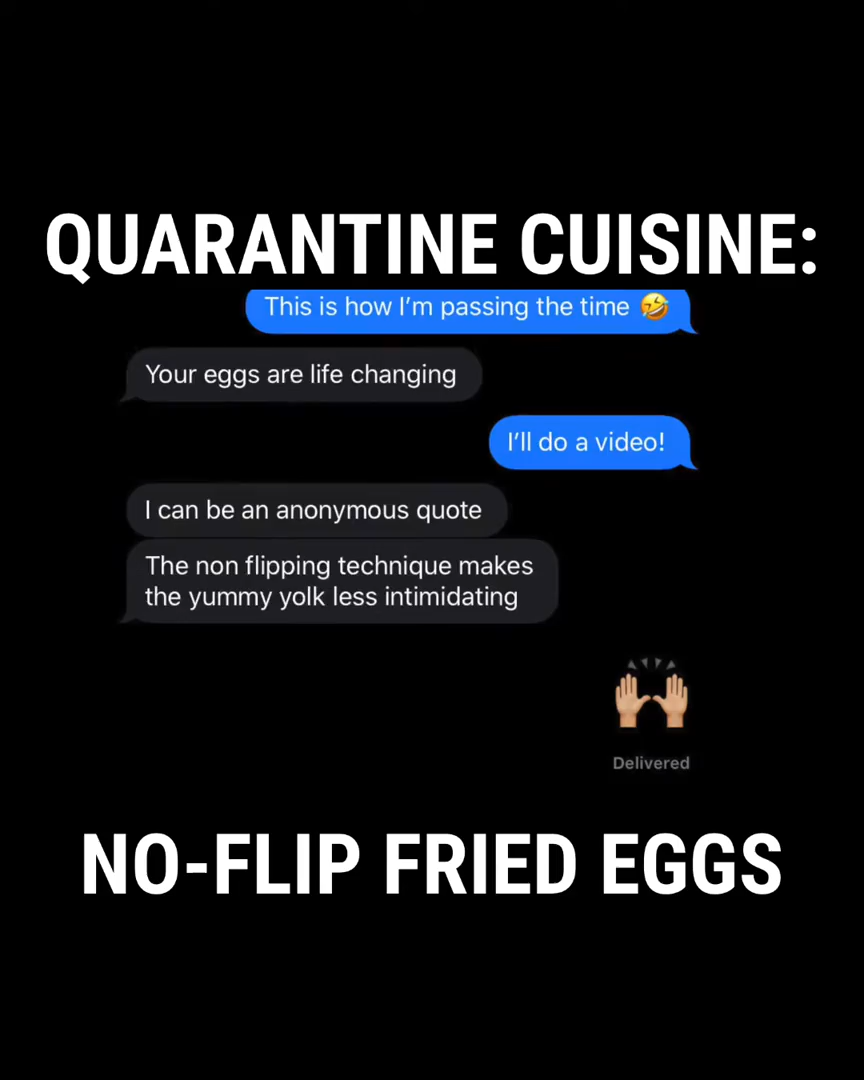 QUARANTINE CUISINE:
This is how I’m passing the time 🤣
Your eggs are life changing
I’ll do a video!
I can be an anonymous quote
The non flipping technique makes
the yummy yolk less intimidating
🙌🏼
Delivered
NO-FLIP FRIED EGGS